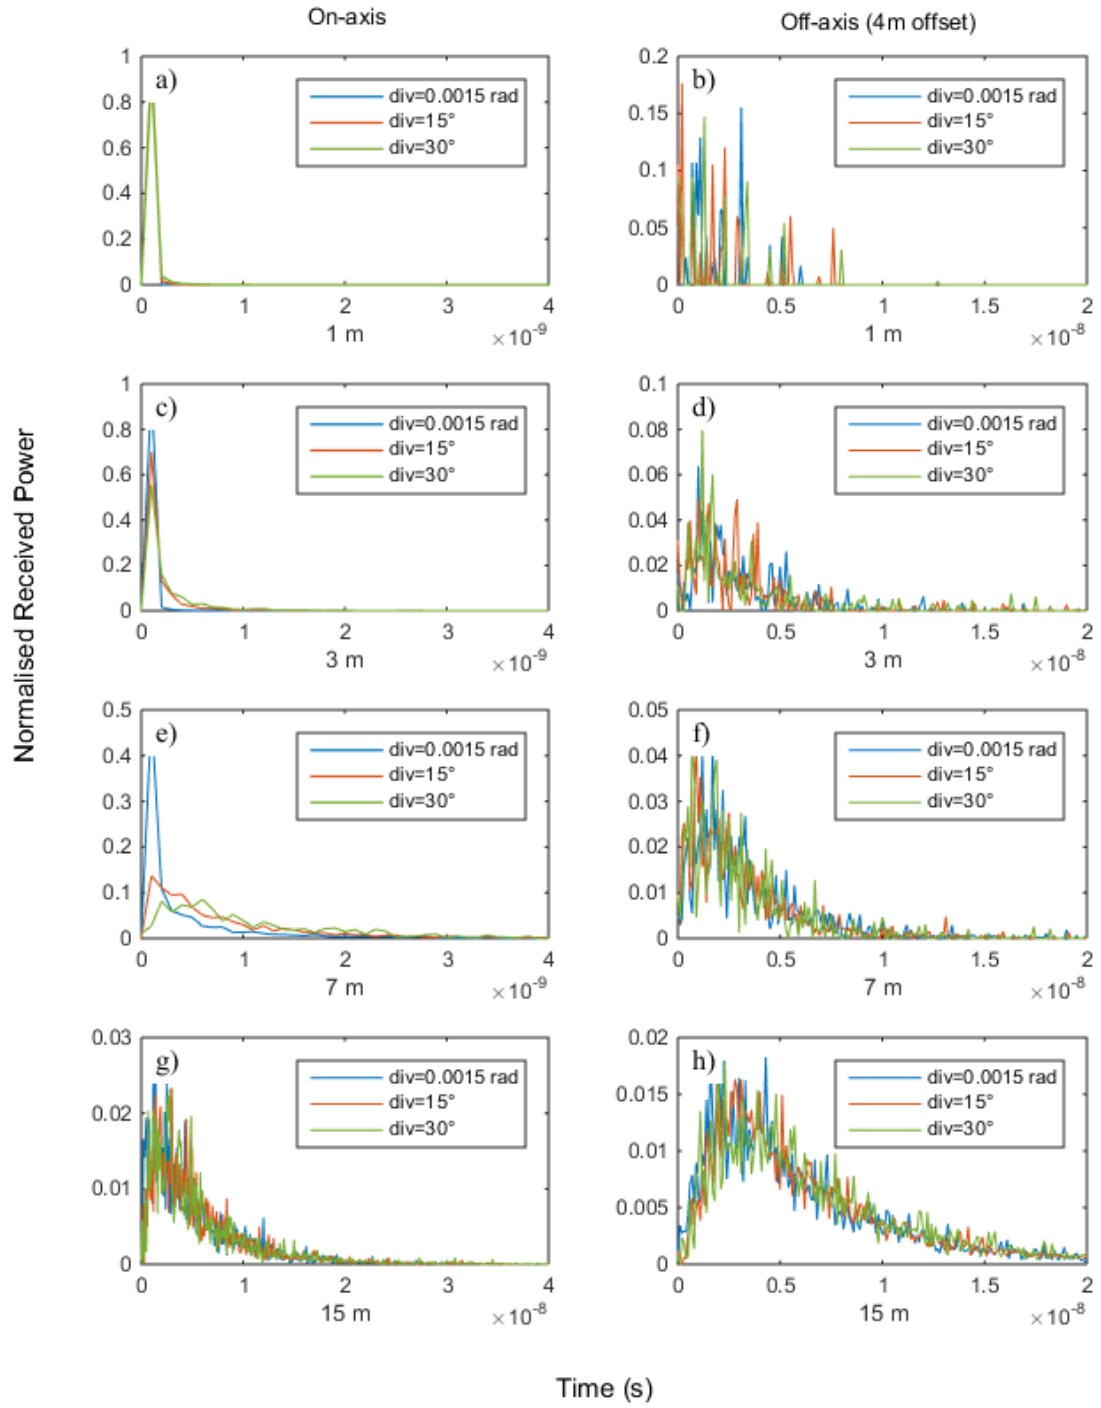 On-axis
Off-axis (4m offset)
Normalised Received Power
a)
div=0.0015 rad
div=15°
div=30°
1
0.8
0.6
0.4
0.2
0
0 1 2 3 4
1 m
×10-9
b)
div=0.0015 rad
div=15°
div=30°
0.2
0.15
0.1
0.05
0
0 0.5 1 1.5 2
1 m
×10-8
c)
div=0.0015 rad
div=15°
div=30°
1
0.8
0.6
0.4
0.2
0
0 1 2 3 4
3 m
×10-9
d)
div=0.0015 rad
div=15°
div=30°
0.1
0.08
0.06
0.04
0.02
0
0 0.5 1 1.5 2
3 m
×10-8
e)
div=0.0015 rad
div=15°
div=30°
0.5
0.4
0.3
0.2
0.1
0
0 1 2 3 4
7 m
×10-9
f)
div=0.0015 rad
div=15°
div=30°
0.05
0.04
0.03
0.02
0.01
0
0 0.5 1 1.5 2
7 m
×10-8
g)
div=0.0015 rad
div=15°
div=30°
0.03
0.02
0.01
0
0 1 2 3 4
15 m
×10-8
h)
div=0.0015 rad
div=15°
div=30°
0.02
0.015
0.01
0.005
0
0 0.5 1 1.5 2
15 m
×10-8
Time (s)